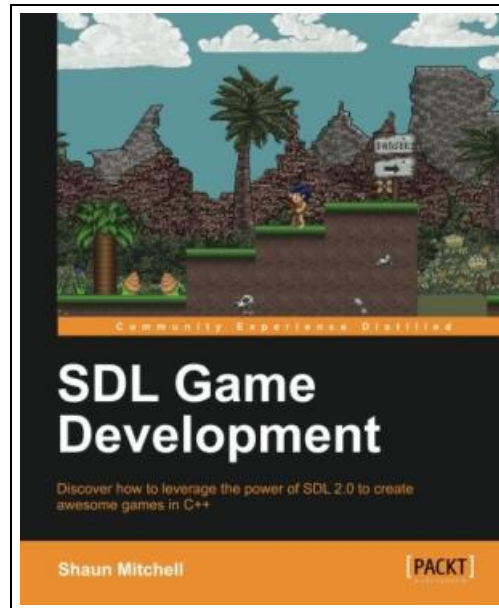 DANGER
Community Experience Distilled
SDL Game
Development
Discover how to leverage the power of SDL 2.0 to create
awesome games in C++
Shaun Mitchell
[PACKT]